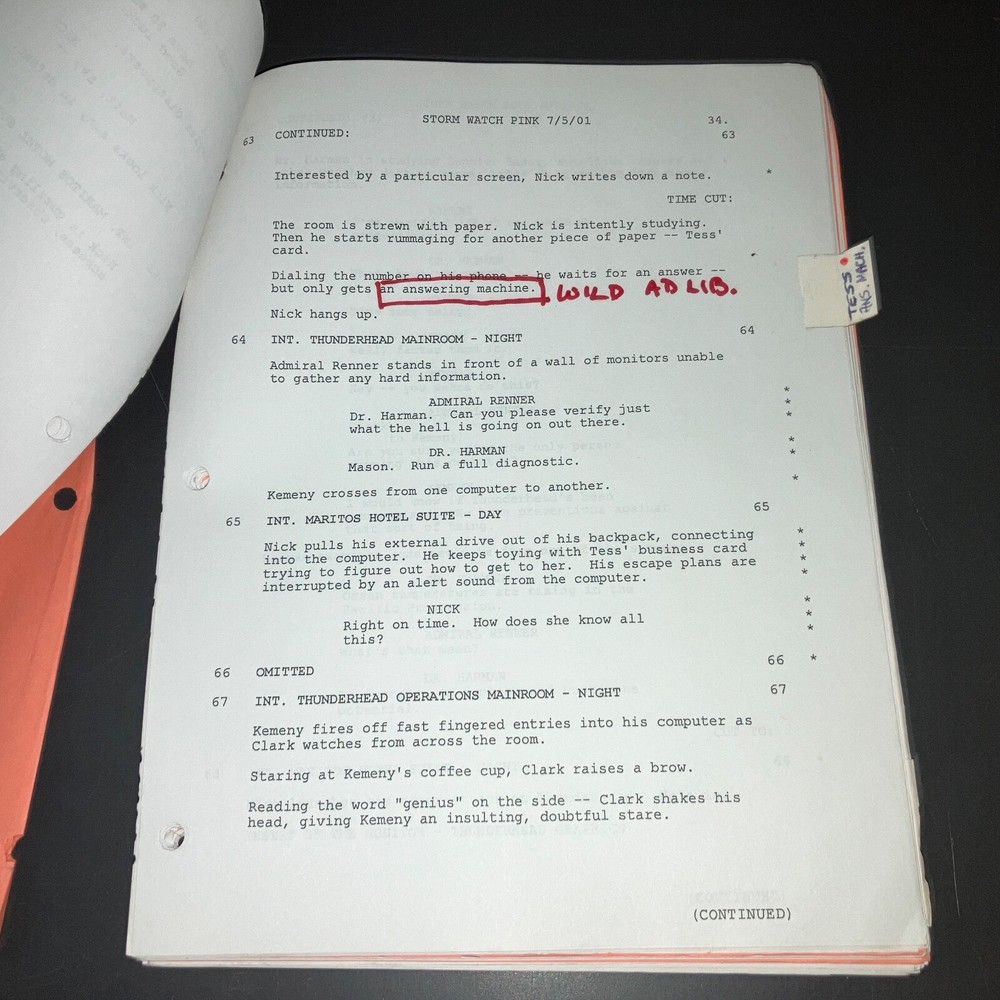 STORM WATCH PINK 7/5/01 34.
63 CONTINUED: 63
Interested by a particular screen, Nick writes down a note. *
TIME CUT:
The room is strewn with paper. Nick is intently studying.
Then he starts rummaging for another piece of paper -- Tess'
card.
Dialing the number on his phone -- he waits for an answer --
but only gets an answering machine. WILD AD LIB.
Nick hangs up.
TESS
ANS. MACH.
64 INT. THUNDERHEAD MAINROOM - NIGHT 64
Admiral Renner stands in front of a wall of monitors unable
to gather any hard information.
ADMIRAL RENNER *
Dr. Harman. Can you please verify just *
what the hell is going on out there. *
DR. HARMAN *
Mason. Run a full diagnostic. *
Kemeny crosses from one computer to another. *
65 INT. MARITOS HOTEL SUITE - DAY 65
Nick pulls his external drive out of his backpack, connecting *
into the computer. He keeps toying with Tess' business card *
trying to figure out how to get to her. His escape plans are *
interrupted by an alert sound from the computer. *
NICK *
Right on time. How does she know all *
this? *
66 OMITTED 66 *
67 INT. THUNDERHEAD OPERATIONS MAINROOM - NIGHT 67
Kemeny fires off fast fingered entries into his computer as
Clark watches from across the room.
Staring at Kemeny's coffee cup, Clark raises a brow.
Reading the word "genius" on the side -- Clark shakes his
head, giving Kemeny an insulting, doubtful stare.
(CONTINUED)